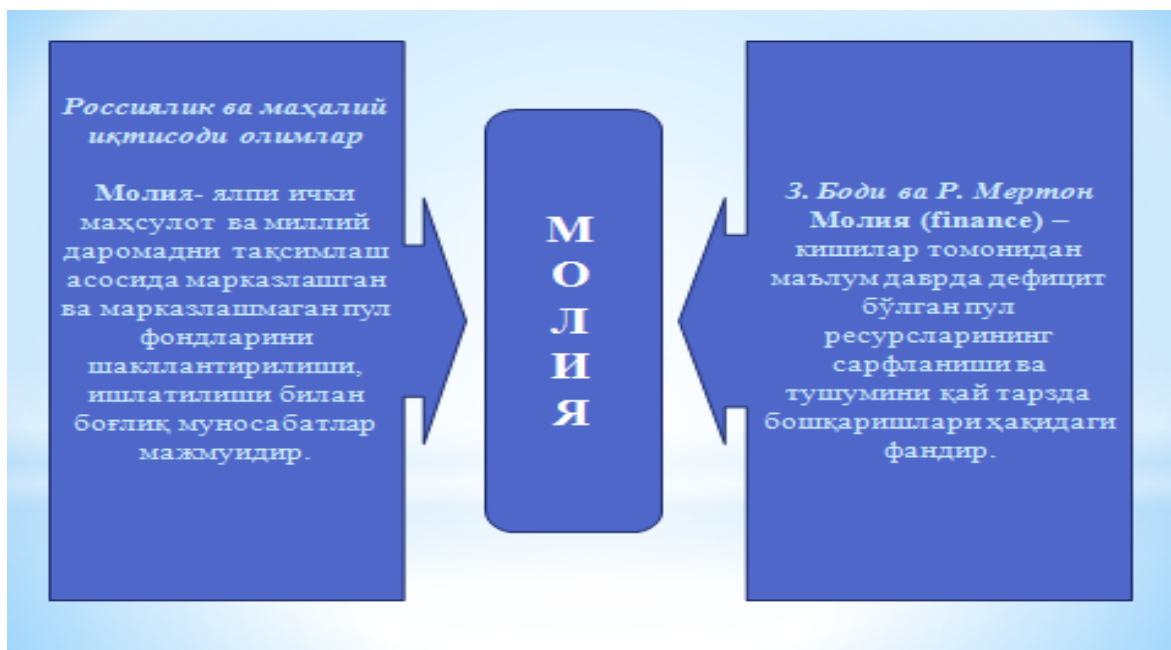 Россиялик ва маҳалий
иқтисоди олимлар
Молия- ялпи ички
маҳсулот ва миллий
даромадни тақсимлаш
асосида марказлашган
ва марказлашмаган пул
фондларини
шакллантирилиши,
ишлатилиши билан
боғлиқ муносабатлар
мажмуидир.
М
О
Л
И
Я
З. Боди ва Р. Мертон
Молия (finance) –
кишилар томонидан
маълум даврда дефицит
бўлган пул
ресурсларининг
сарфланиши ва
тушумини қай тарзда
бошқаришлари ҳақидаги
фандир.